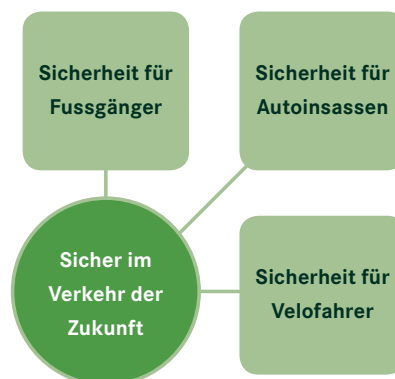 Sicherheit für
Fussgänger
Sicherheit für
Autoinsassen
Sicher im
Verkehr der
Zukunft
Sicherheit für
Velofahrer